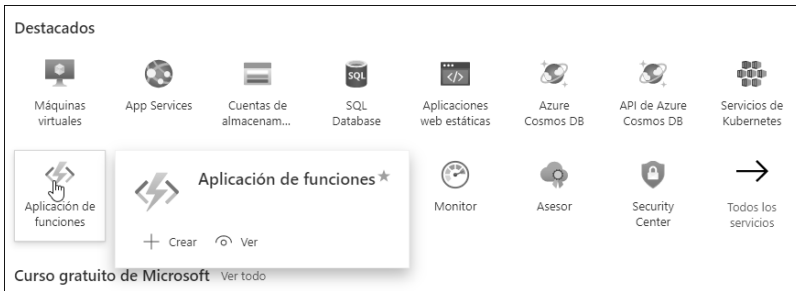 Destacados
Máquinas virtuales
App Services
Cuentas de almacenam...
SQL
SQL Database
</>
Aplicaciones web estáticas
Azure Cosmos DB
API de Azure Cosmos DB
Servicios de Kubernetes
Aplicación de funciones
Aplicación de funciones
+ Crear
Ver
Monitor
Asesor
Security Center
Todos los servicios
Curso gratuito de Microsoft Ver todo